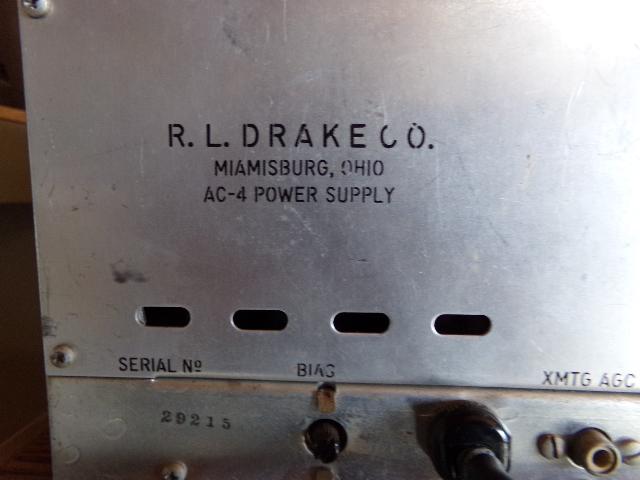 R. L. DRAKE CO.
MIAMISBURG, OHIO
AC-4 POWER SUPPLY
SERIAL Nº BIAS XMTG AGC
29215